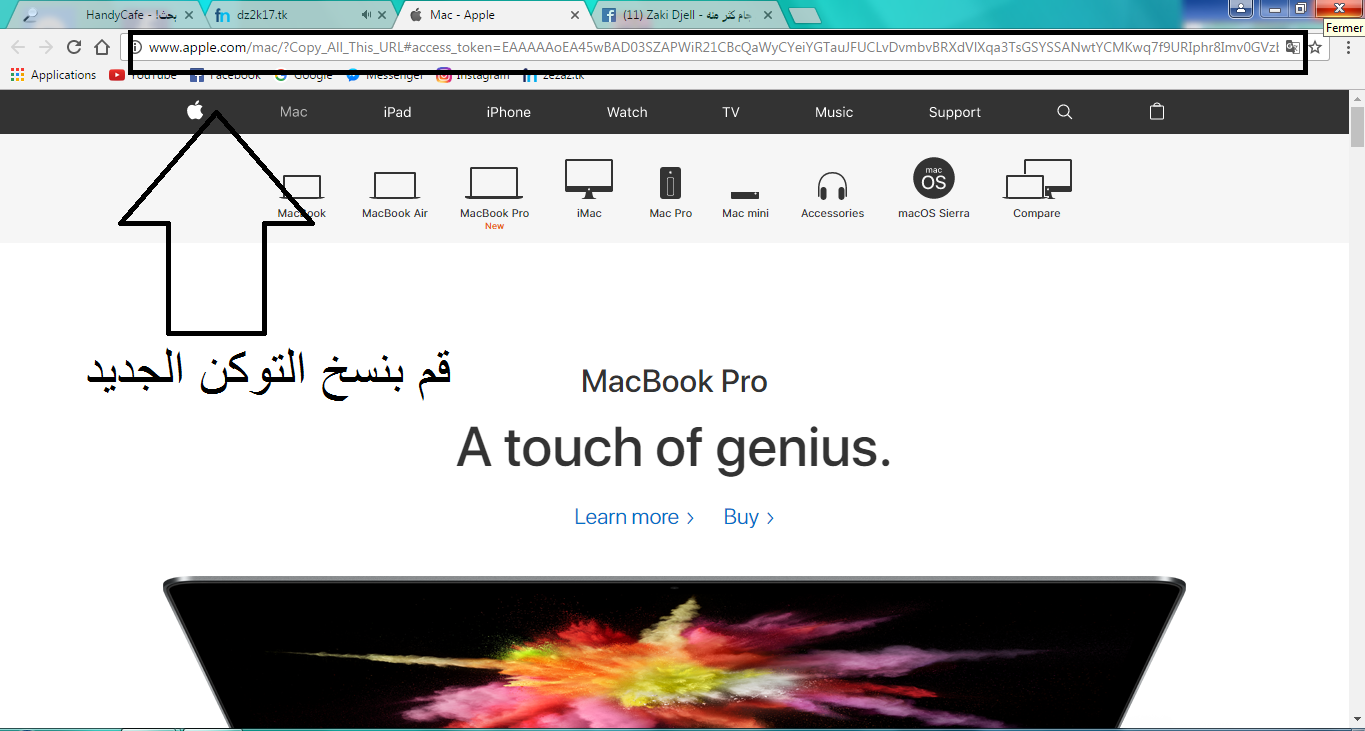 HandyCafe - بحث!
dz2k17.tk
Mac - Apple
(11) Zaki Djell - جام تفر هنه
Fermer
www.apple.com/mac/?Copy_All_This_URL#access_token=EAAAAAoEA45wBAD03SZAPWiR21CBcQaWyCYeiYGTauJFUCLvDvmbvBRXdVlXqa3TsGSYSSANwtYCMKwq7f9URIphr8Imv0GVzb
Applications
YouTube
Facebook
Google
Messenger
Instagram
zezaz.tk
Mac
iPad
iPhone
Watch
TV
Music
Support
MacBook
MacBook Air
MacBook Pro
New
iMac
Mac Pro
Mac mini
Accessories
mac
OS
macOS Sierra
Compare
قم بنسخ التوكن الجديد
MacBook Pro
A touch of genius.
Learn more >
Buy >